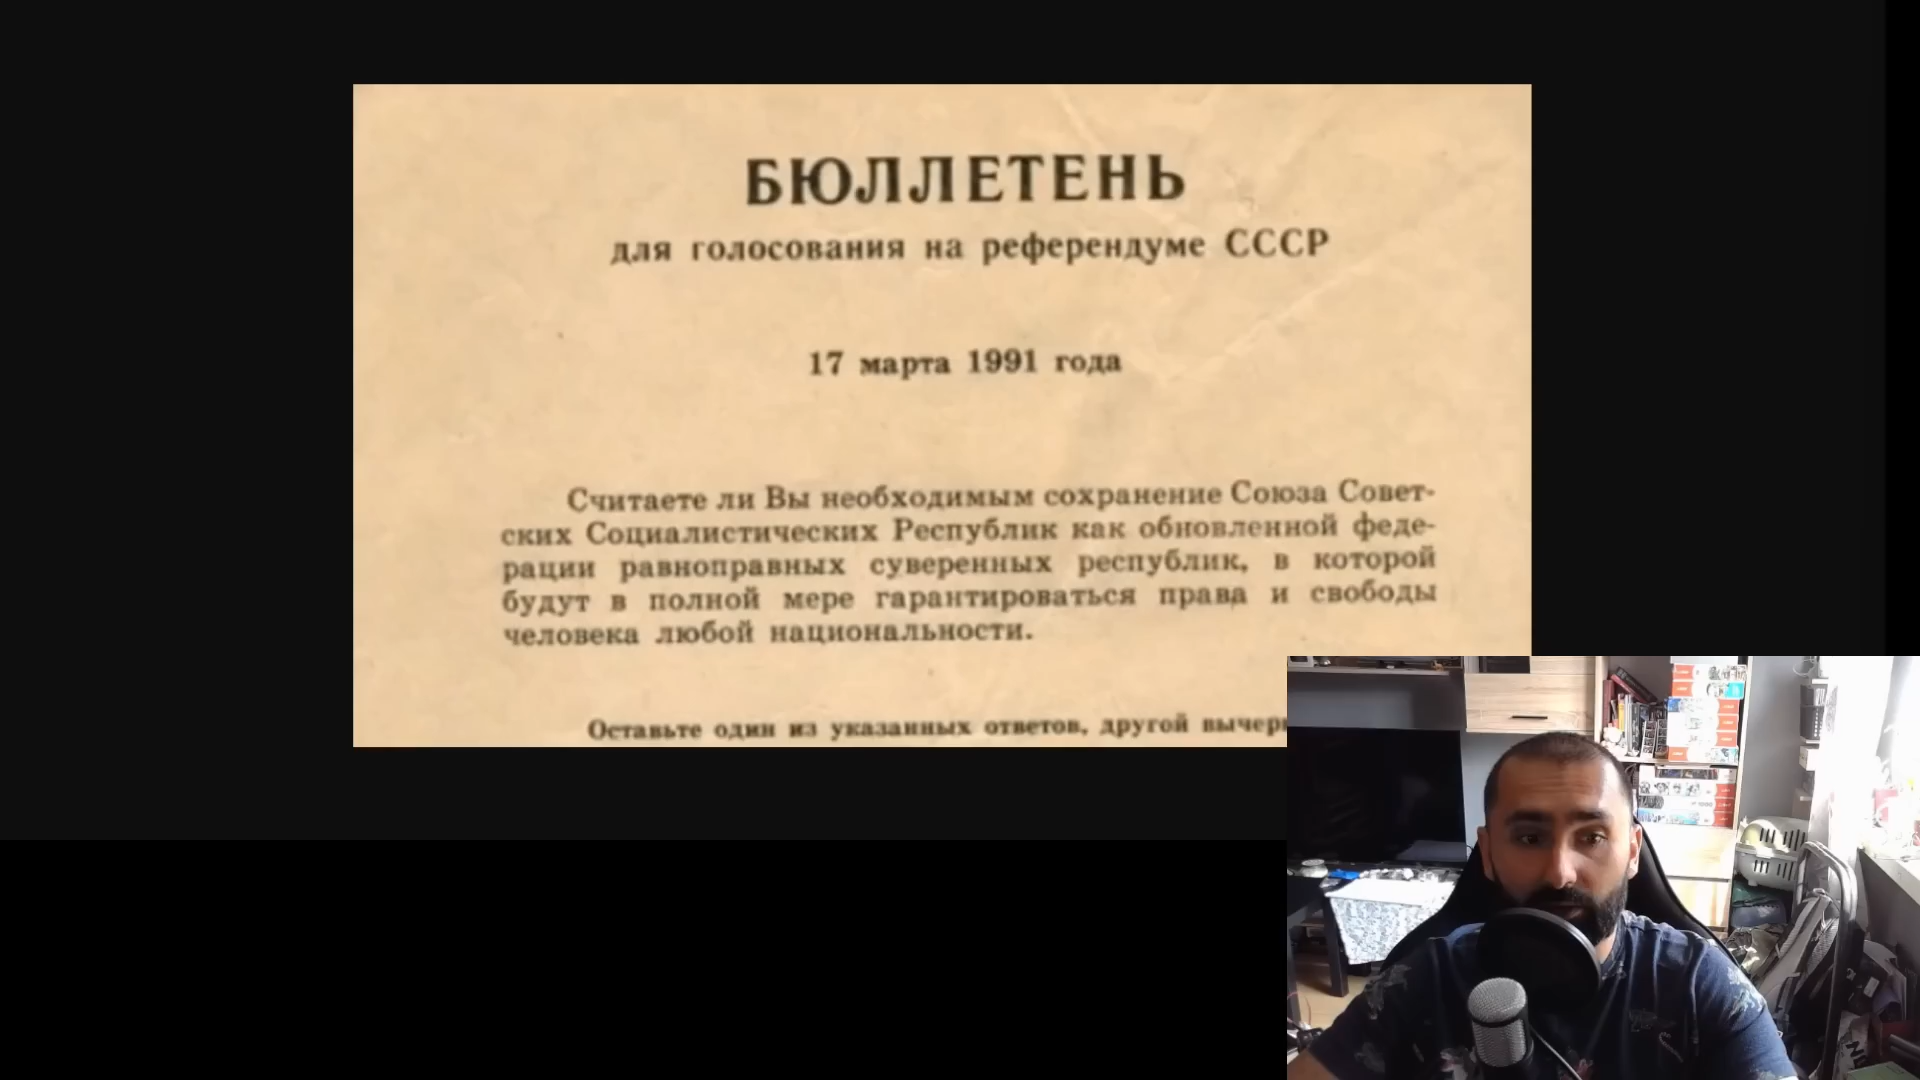 БЮЛЛЕТЕНЬ
для голосования на референдуме СССР
17 марта 1991 года
Считаете ли Вы необходимым сохранение Союза Совет-
ских Социалистических Республик как обновленной феде-
рации равноправных суверенных республик, в которой
будут в полной мере гарантироваться права и свободы
человека любой национальности.
Оставьте один из указанных ответов, другой